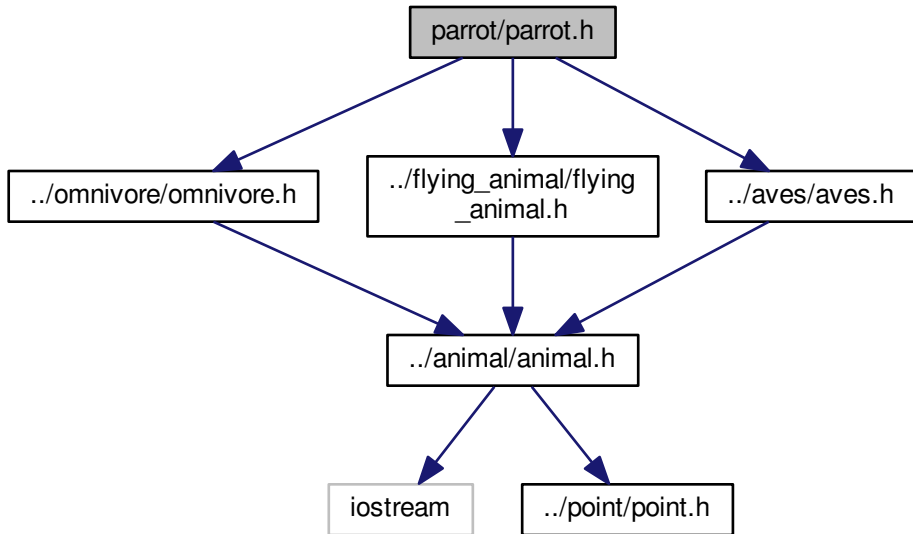 parrot/parrot.h
../omnivore/omnivore.h
../flying_animal/flying
_animal.h
../aves/aves.h
../animal/animal.h
iostream
../point/point.h